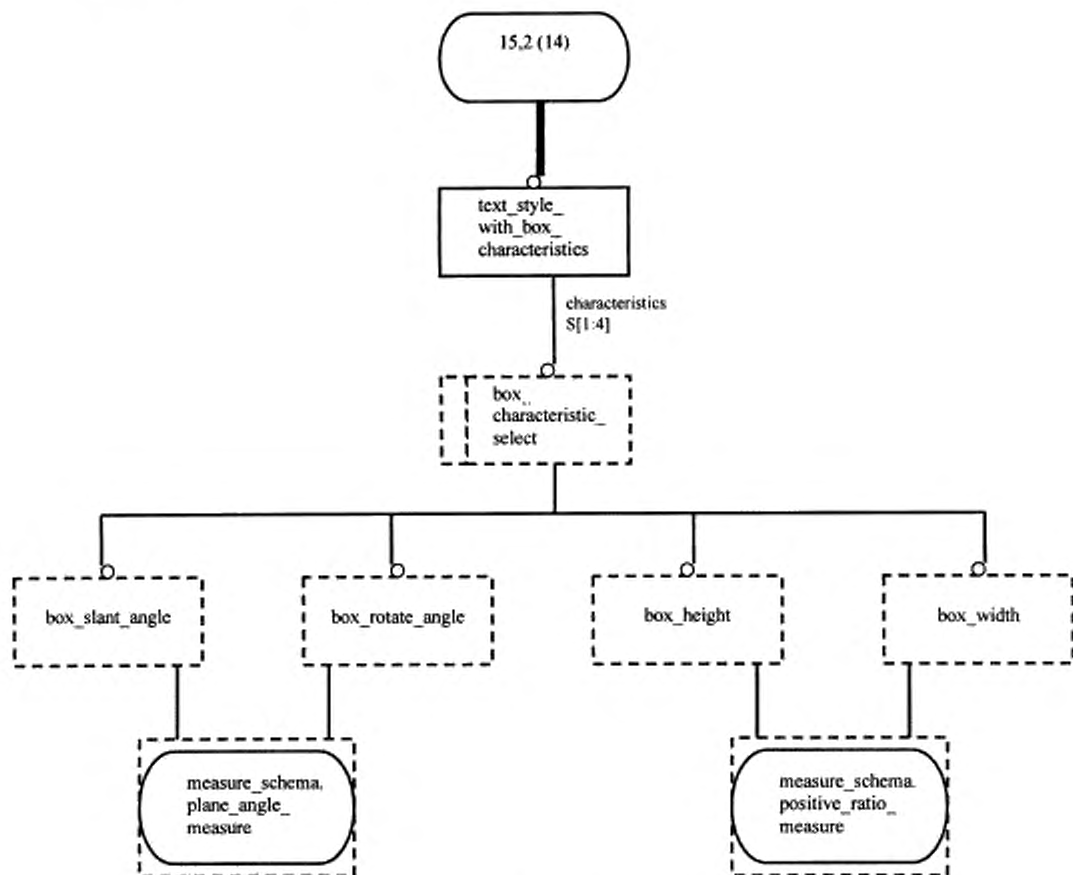 15,2 (14)
text_style_
with_box_
characteristics
characteristics
S[1:4]
box_
characteristic_
select
box_slant_angle
box_rotate_angle
box_height
box_width
measure_schema.
plane_angle_
measure
measure_schema.
positive_ratio_
measure